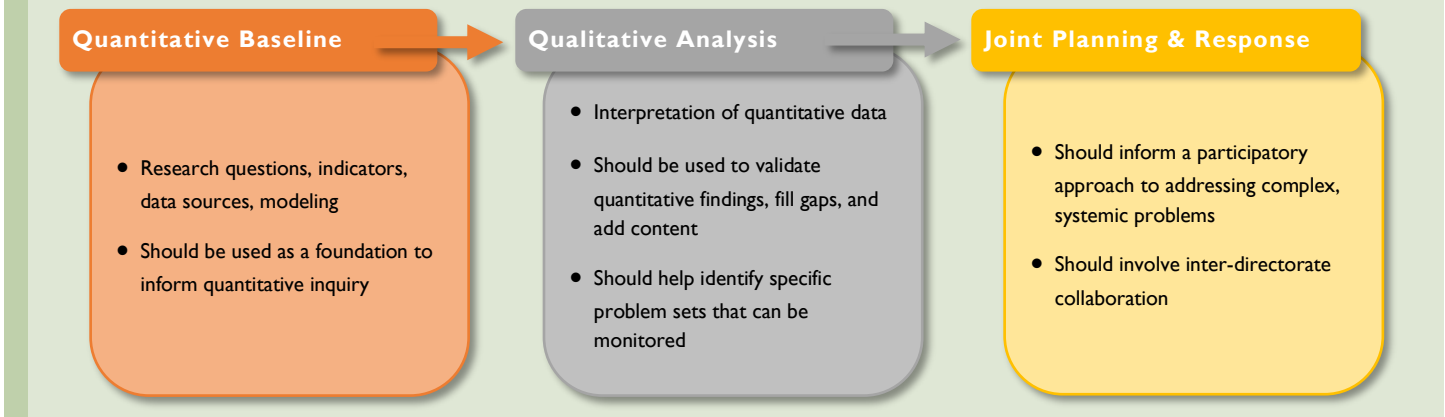 Quantitative Baseline
• Research questions, indicators,
data sources, modeling
• Should be used as a foundation to
inform quantitative inquiry
Qualitative Analysis
• Interpretation of quantitative data
• Should be used to validate
quantitative findings, fill gaps, and
add content
• Should help identify specific
problem sets that can be
monitored
Joint Planning & Response
• Should inform a participatory
approach to addressing complex,
systemic problems
• Should involve inter-directorate
collaboration